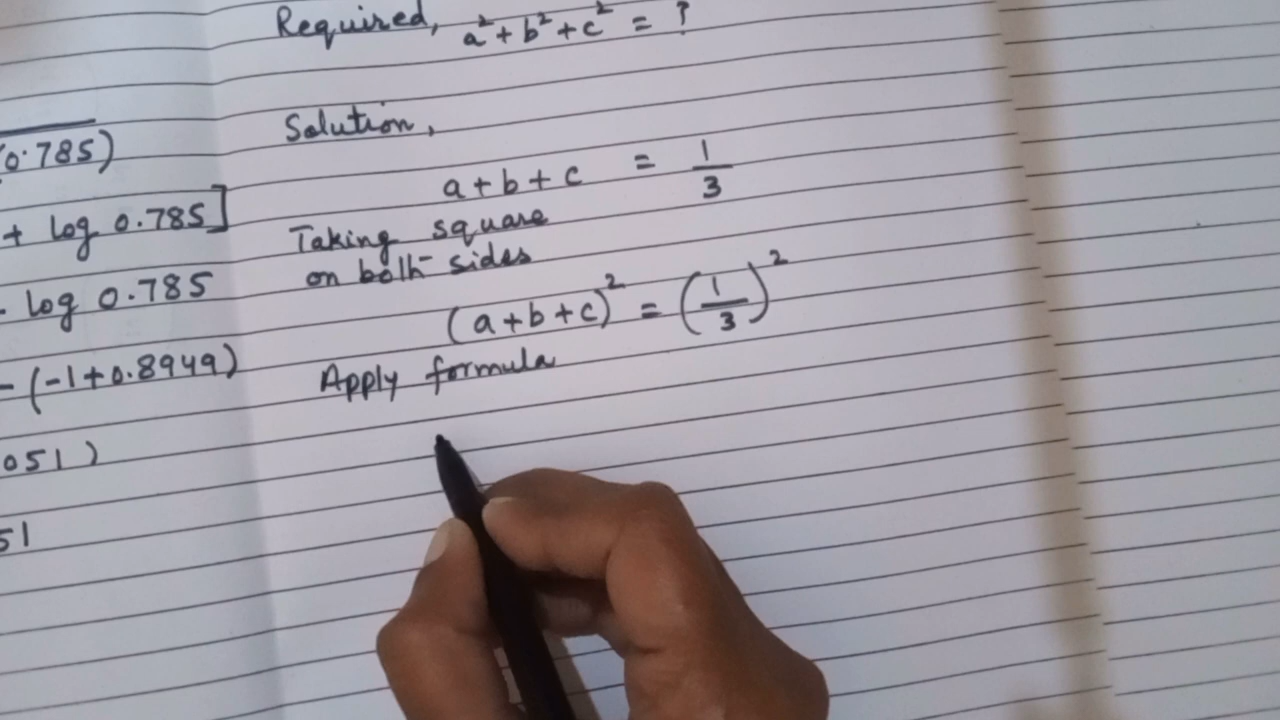 Required, a² + b² + c² = ?
Solution,
a + b + c = 1/3
Taking square
on both sides
(a + b + c)² = (1/3)²
Apply formula
(0.785)
+ log 0.785]
- log 0.785
- (-1 + 0.8949)
051)
51